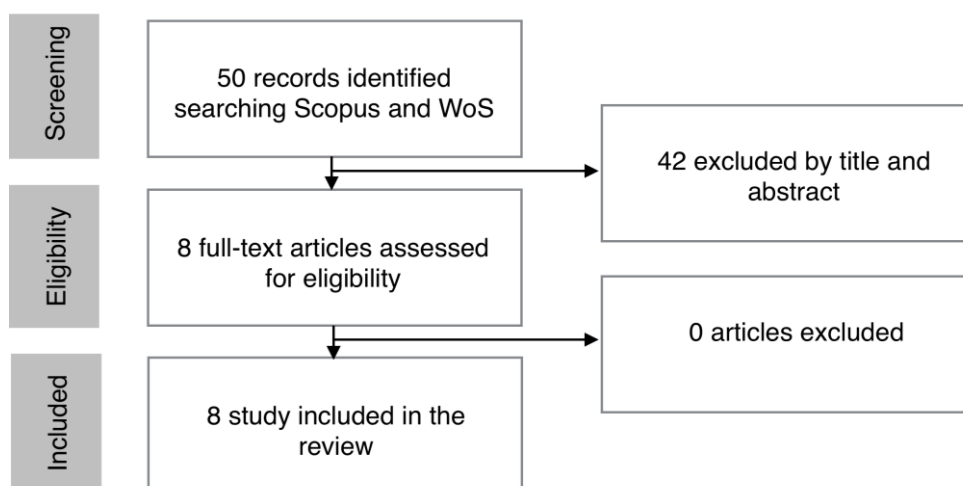 Screening
50 records identified
searching Scopus and WoS
42 excluded by title and
abstract
Eligibility
8 full-text articles assessed
for eligibility
0 articles excluded
Included
8 study included in the
review